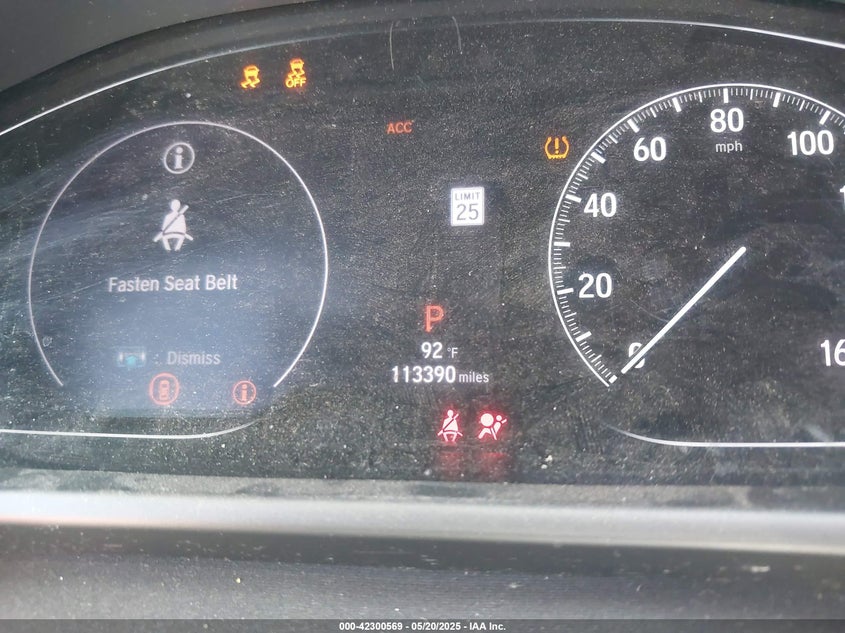 OFF
ACC
LIMIT
25
Fasten Seat Belt
: Dismiss
P
92 °F
113390 miles
0
20
40
60
80
100
mph
16
000-42300569 — 05/20/2025 — IAA Inc.